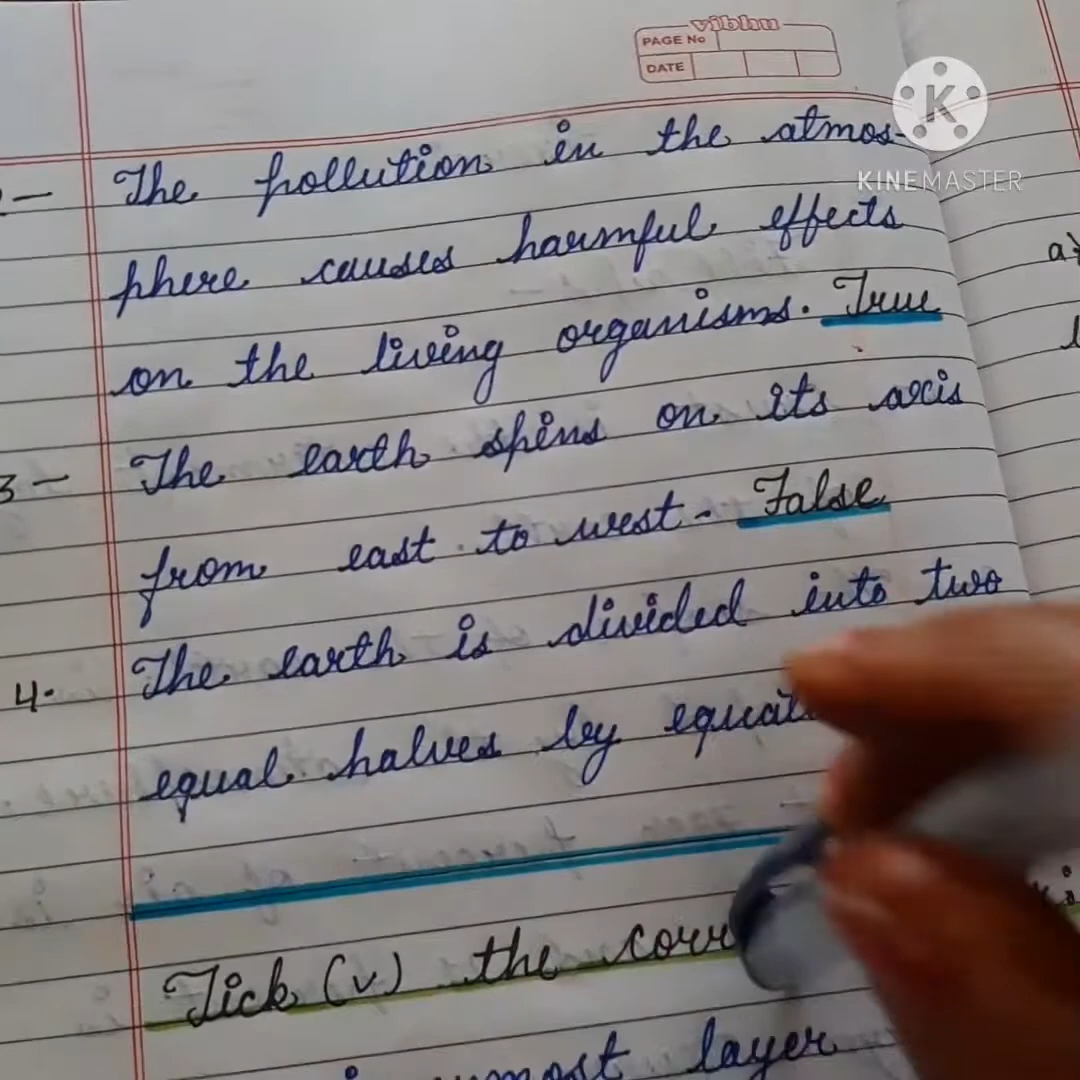 vibhu
PAGE No
DATE
K
KINEMASTER
2- The pollution in the atmos-
phere causes harmful effects
on the living organisms. True
3- The earth spins on its axis
from east to west. False
4. The earth is divided into two
equal halves by
Tick (v) the
layer
a)